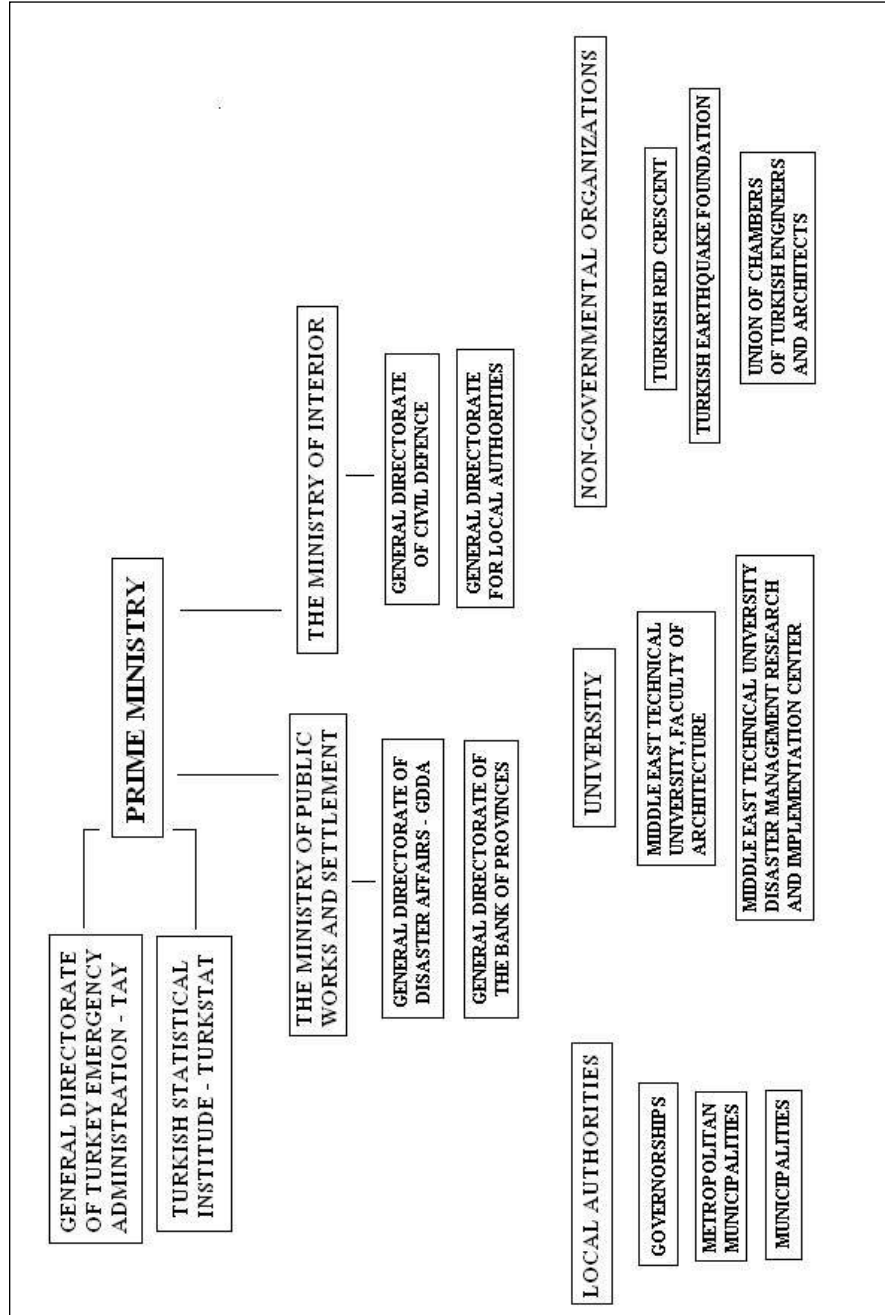 PRIME MINISTRY
GENERAL DIRECTORATE
OF TURKEY EMERGENCY
ADMINISTRATION - TAY
TURKISH STATISTICAL
INSTITUDE - TURKSTAT
THE MINISTRY OF PUBLIC
WORKS AND SETTLEMENT
GENERAL DIRECTORATE OF
DISASTER AFFAIRS - GDDA
GENERAL DIRECTORATE OF
THE BANK OF PROVINCES
THE MINISTRY OF INTERIOR
GENERAL DIRECTORATE
OF CIVIL DEFENCE
GENERAL DIRECTORATE
FOR LOCAL AUTHORITIES
LOCAL AUTHORITIES
GOVERNORSHIPS
METROPOLITAN
MUNICIPALITIES
MUNICIPALITIES
UNIVERSITY
MIDDLE EAST TECHNICAL
UNIVERSITY, FACULTY OF
ARCHITECTURE
MIDDLE EAST TECHNICAL UNIVERSITY
DISASTER MANAGEMENT RESEARCH
AND IMPLEMENTATION CENTER
NON-GOVERNMENTAL ORGANIZATIONS
TURKISH RED CRESCENT
TURKISH EARTHQUAKE FOUNDATION
UNION OF CHAMBERS
OF TURKISH ENGINEERS
AND ARCHITECTS